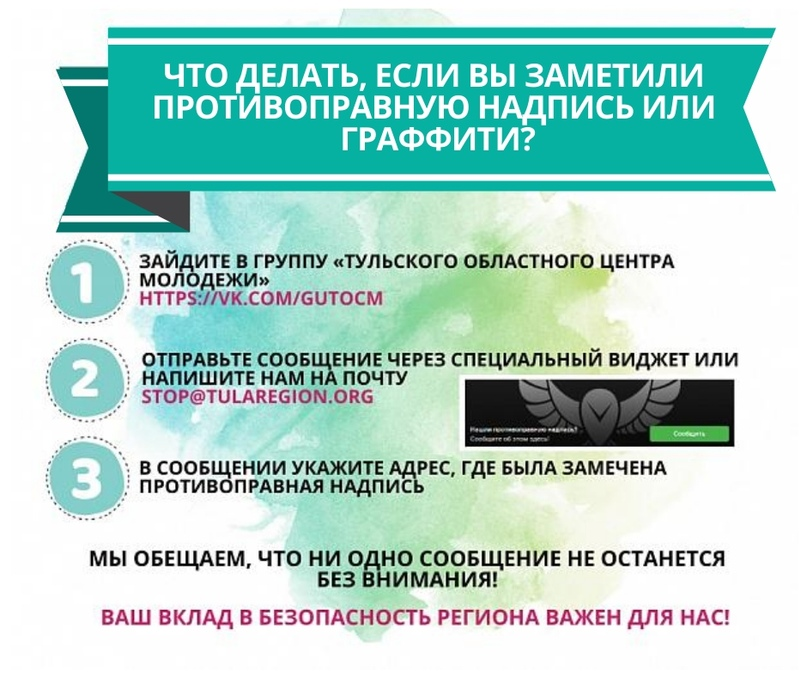 ЧТО ДЕЛАТЬ, ЕСЛИ ВЫ ЗАМЕТИЛИ
ПРОТИВОПРАВНУЮ НАДПИСЬ ИЛИ
ГРАФФИТИ?
1
ЗАЙДИТЕ В ГРУППУ «ТУЛЬСКОГО ОБЛАСТНОГО ЦЕНТРА
МОЛОДЕЖИ»
HTTPS://VK.COM/GUTOCM
2
ОТПРАВЬТЕ СООБЩЕНИЕ ЧЕРЕЗ СПЕЦИАЛЬНЫЙ ВИДЖЕТ ИЛИ
НАПИШИТЕ НАМ НА ПОЧТУ
STOP@TULAREGION.ORG
Нашли противоправную надпись?
Сообщите об этом здесь!
Сообщить
3
В СООБЩЕНИИ УКАЖИТЕ АДРЕС, ГДЕ БЫЛА ЗАМЕЧЕНА
ПРОТИВОПРАВНАЯ НАДПИСЬ
МЫ ОБЕЩАЕМ, ЧТО НИ ОДНО СООБЩЕНИЕ НЕ ОСТАНЕТСЯ
БЕЗ ВНИМАНИЯ!
ВАШ ВКЛАД В БЕЗОПАСНОСТЬ РЕГИОНА ВАЖЕН ДЛЯ НАС!